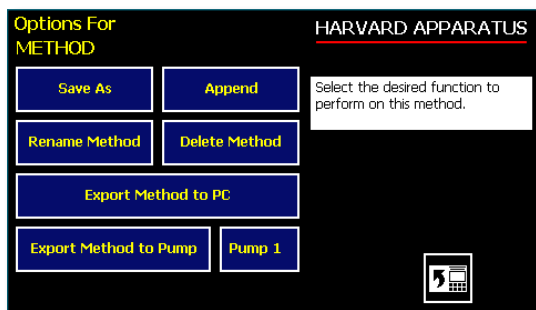 Options For
METHOD
HARVARD APPARATUS
Save As
Append
Select the desired function to
perform on this method.
Rename Method
Delete Method
Export Method to PC
Export Method to Pump
Pump 1